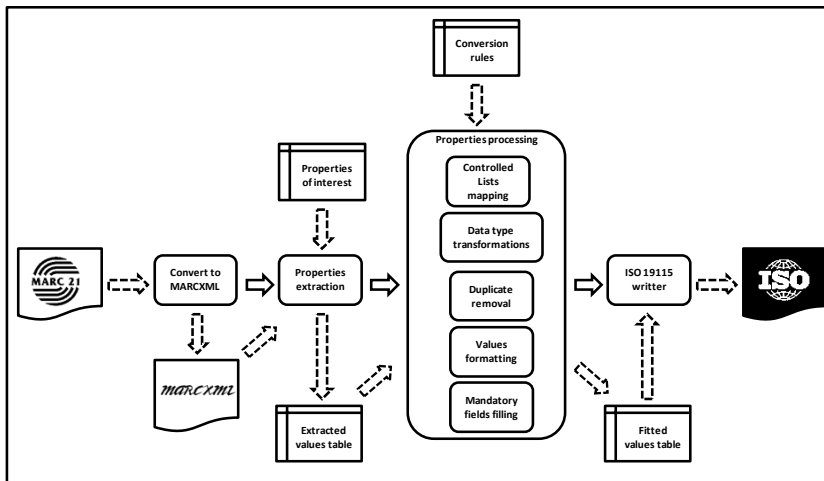 Conversion
rules
Properties processing
Properties
of interest
Controlled
Lists
mapping
Data type
transformations
MARC 21
Convert to
MARCXML
Properties
extraction
Duplicate
removal
ISO 19115
writter
ISO
MARCXML
Values
formatting
Mandatory
fields filling
Extracted
values table
Fitted
values table